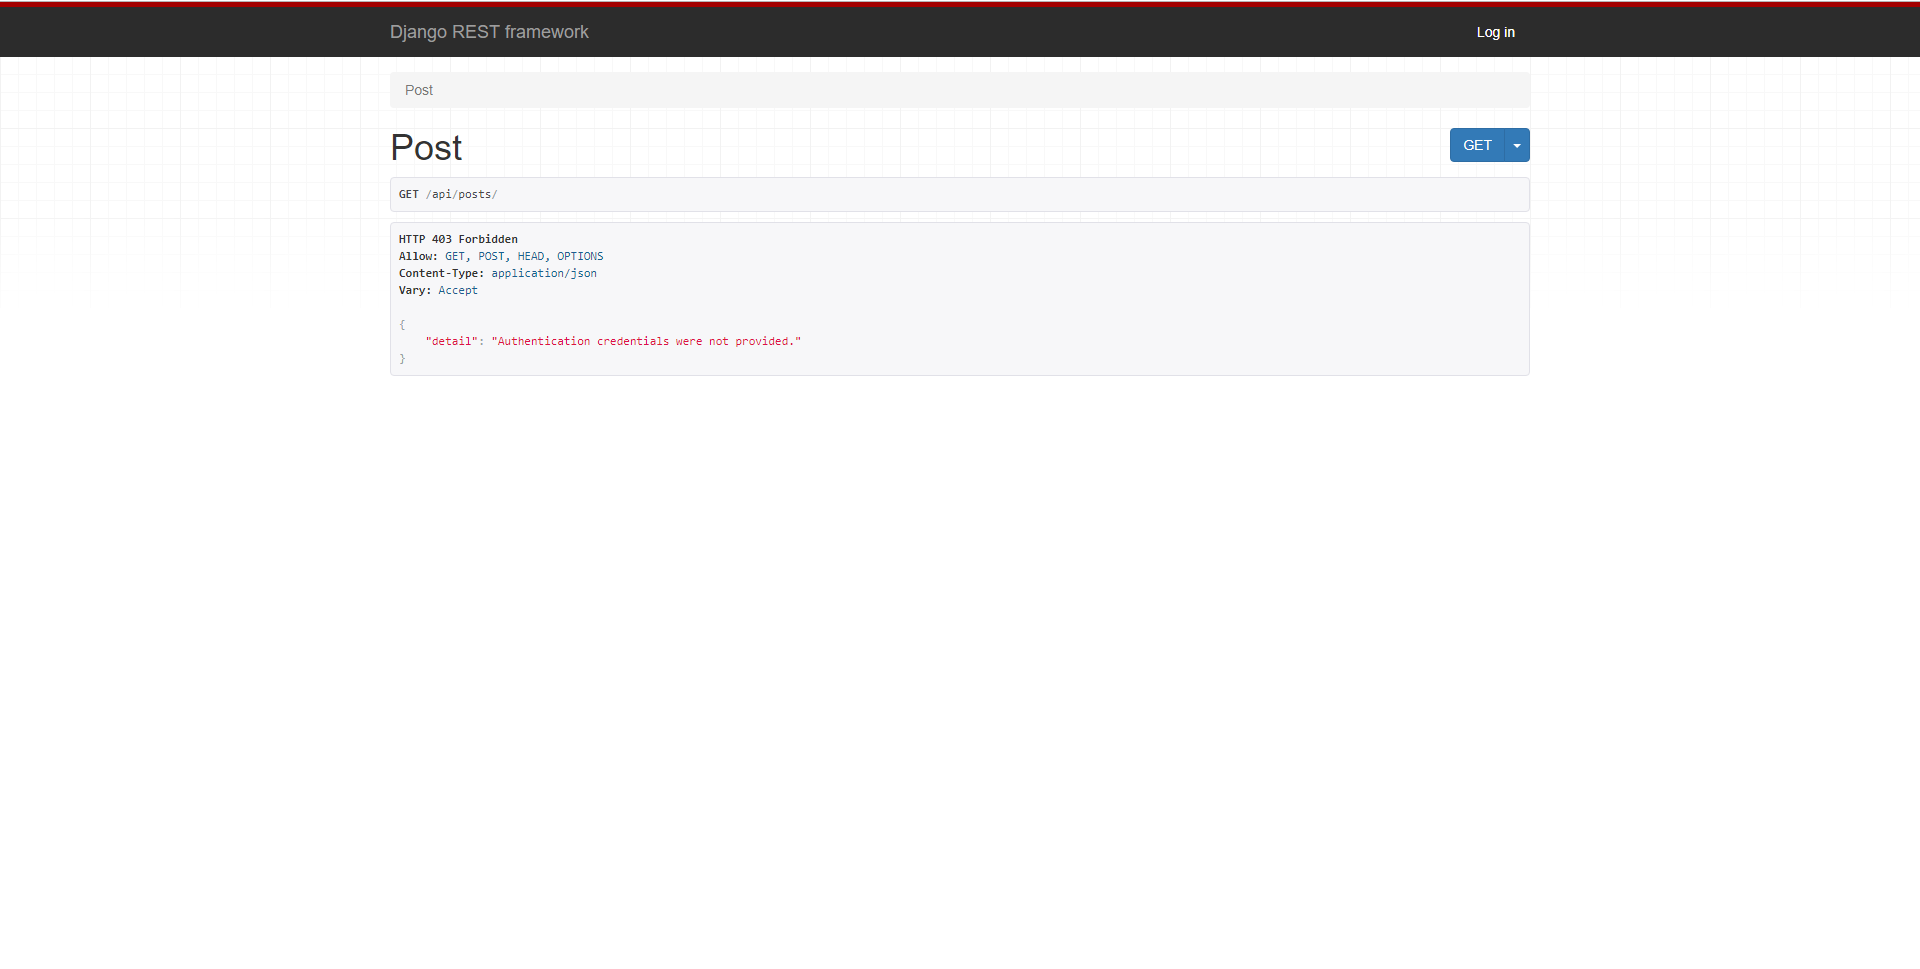 Django REST framework
Log in
Post
Post
GET
GET /api/posts/
HTTP 403 Forbidden
Allow: GET, POST, HEAD, OPTIONS
Content-Type: application/json
Vary: Accept
{
"detail": "Authentication credentials were not provided."
}